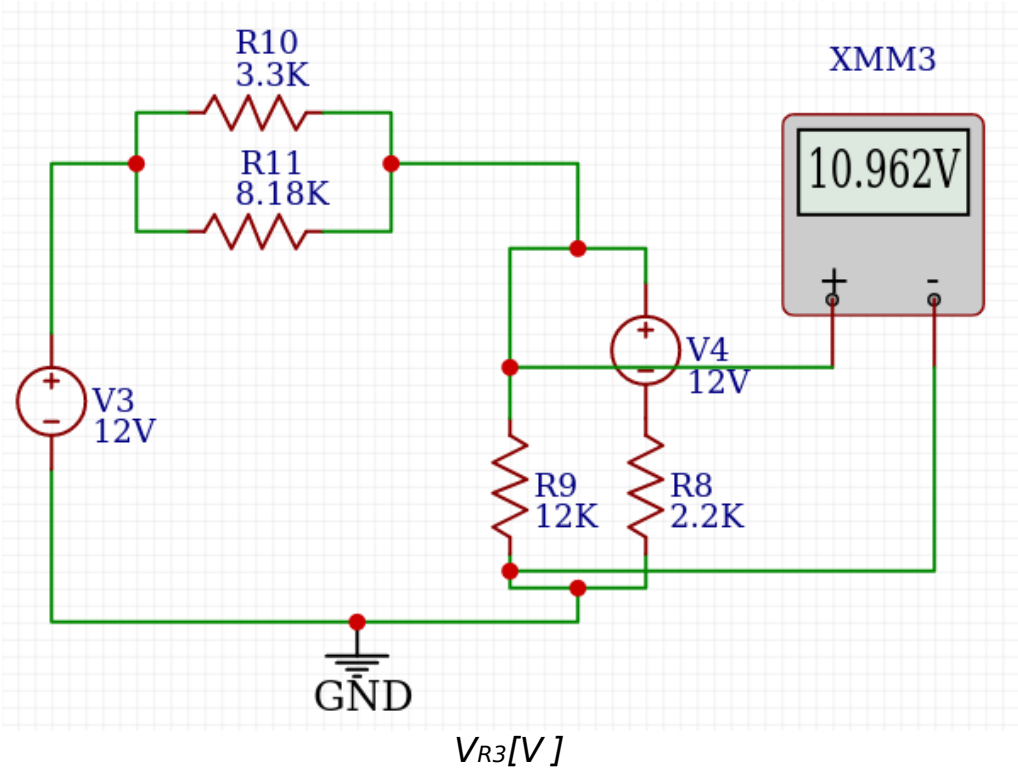 R10
3.3K
XMM3
R11
8.18K
10.962V
+ -
+
V4
12V
−
+
V3
12V
−
R9
12K
R8
2.2K
GND
VR3[V ]